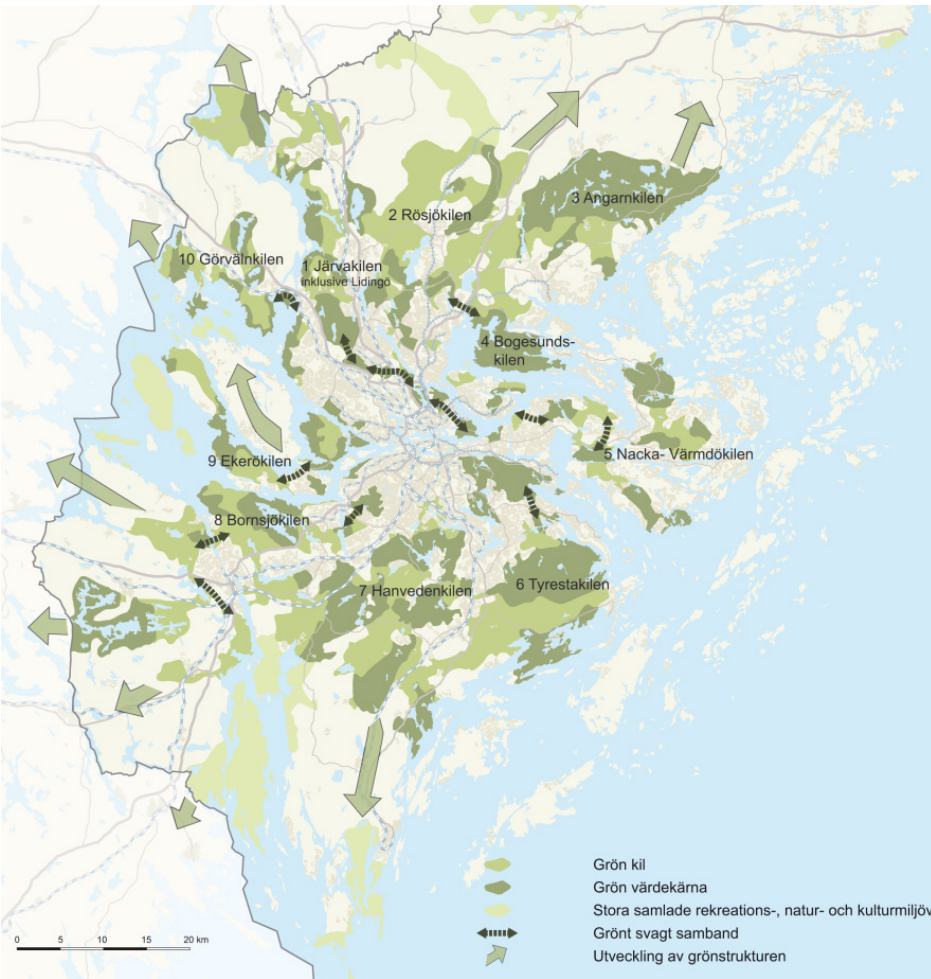 2 Rösjökilen
3 Angarnkilen
10 Görvälnkilen
1 Järvakilen
inklusive Lidingö
4 Bogesunds-
kilen
5 Nacka- Värmdökilen
9 Ekerökilen
8 Bornsjökilen
7 Hanvedenkilen
6 Tyrestakilen
Grön kil
Grön värdekärna
Stora samlade rekreations-, natur- och kulturmiljöv
Grönt svagt samband
Utveckling av grönstrukturen
0 5 10 15 20 km